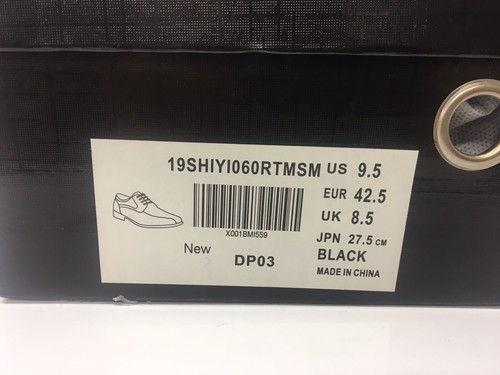 19SHIYI060RTMSM US 9.5
EUR 42.5
UK 8.5
X001BMI559
JPN 27.5 CM
New
DP03
BLACK
MADE IN CHINA